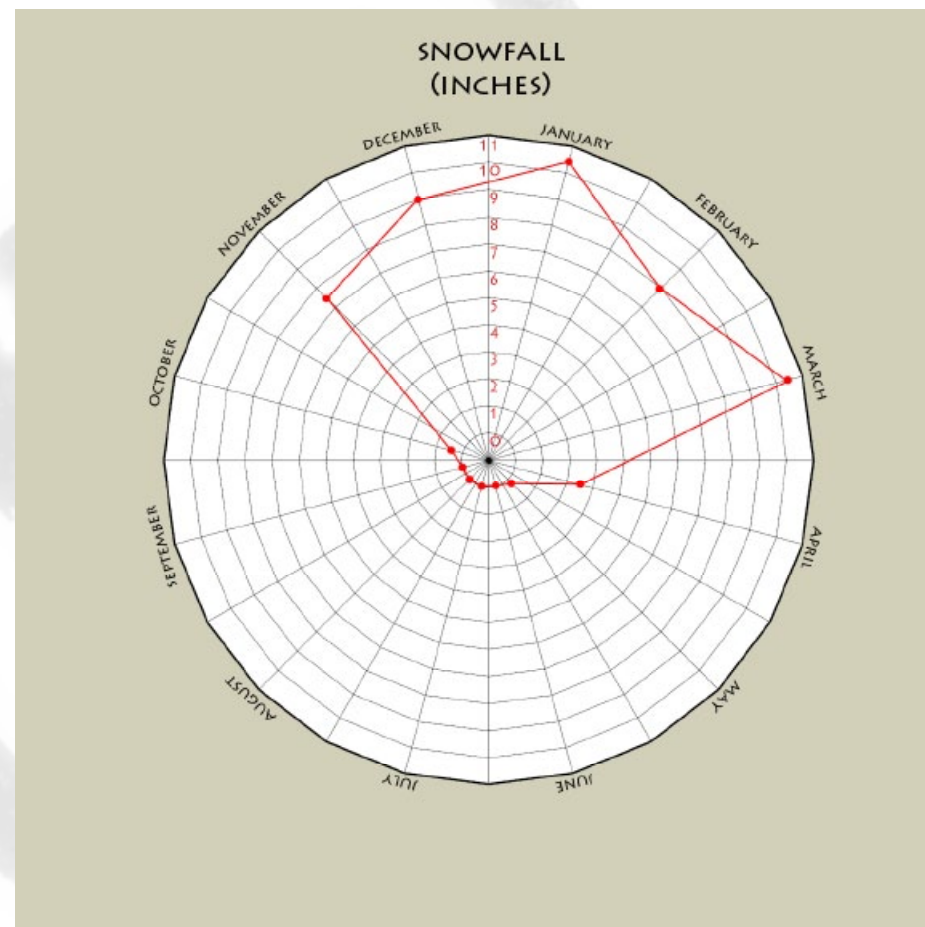 SNOWFALL
(INCHES)
DECEMBER
JANUARY
NOVEMBER
FEBRUARY
OCTOBER
MARCH
11
10
9
8
7
6
5
4
3
2
1
0
SEPTEMBER
APRIL
AUGUST
MAY
JULY
JUNE